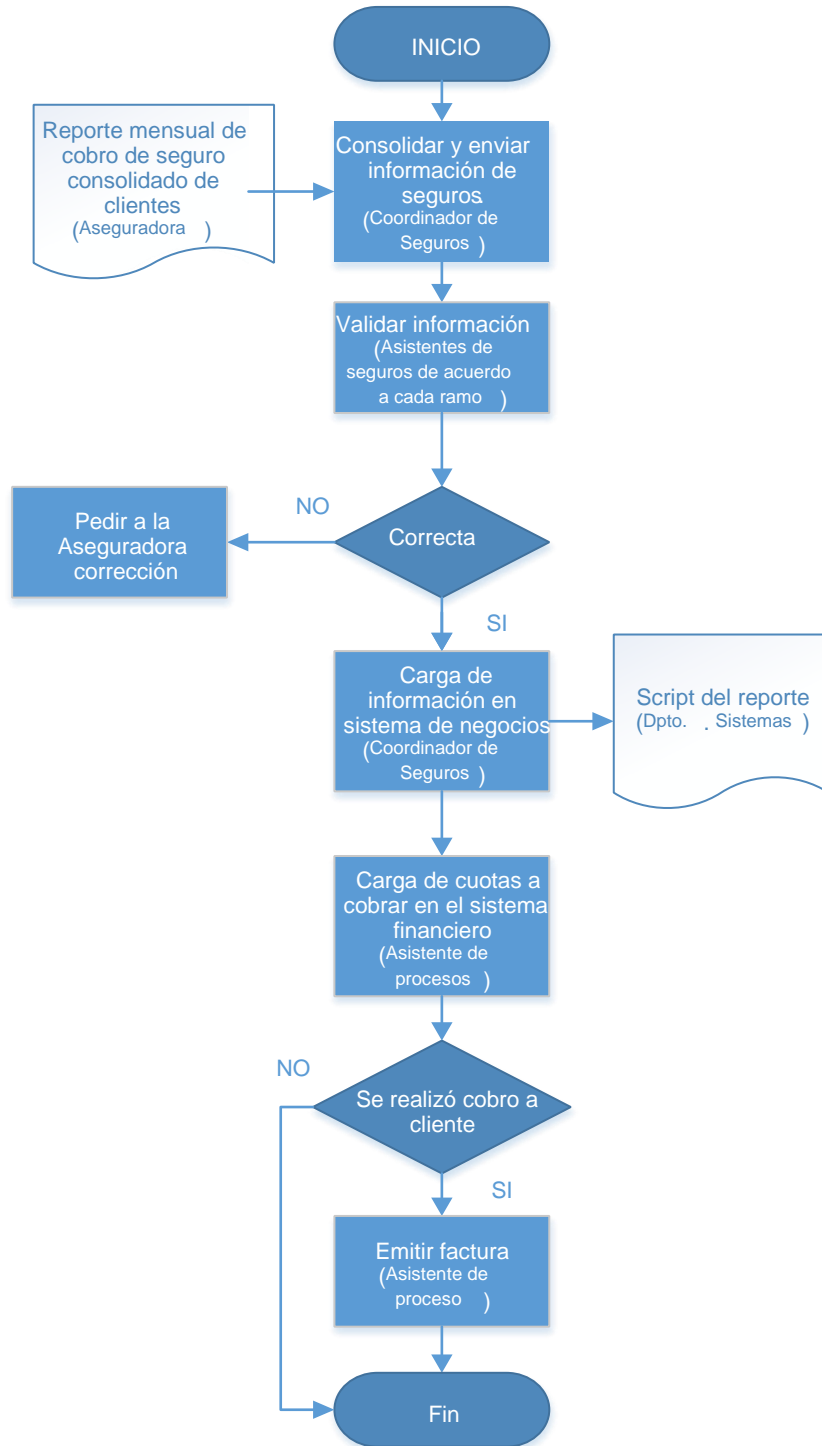 INICIO
Reporte mensual de
cobro de seguro
consolidado de
clientes
(Aseguradora )
Consolidar y enviar
información de
seguros.
(Coordinador de
Seguros )
Validar información
(Asistentes de
seguros de acuerdo
a cada ramo )
NO
Pedir a la
Aseguradora
corrección
Correcta
SI
Carga de
información en
sistema de negocios
(Coordinador de
Seguros )
Script del reporte
(Dpto. . Sistemas )
Carga de cuotas a
cobrar en el sistema
financiero
(Asistente de
procesos )
NO
Se realizó cobro a
cliente
SI
Emitir factura
(Asistente de
proceso )
Fin